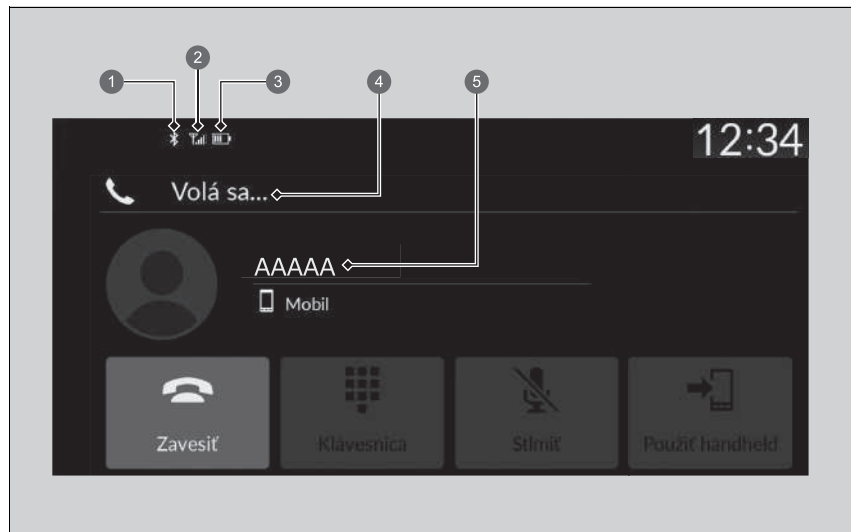 1 2 3 4 5
12:34
Volá sa...
AAAAA
Mobil
Zavesiť Klávesnica Stlmiť Použiť handheld